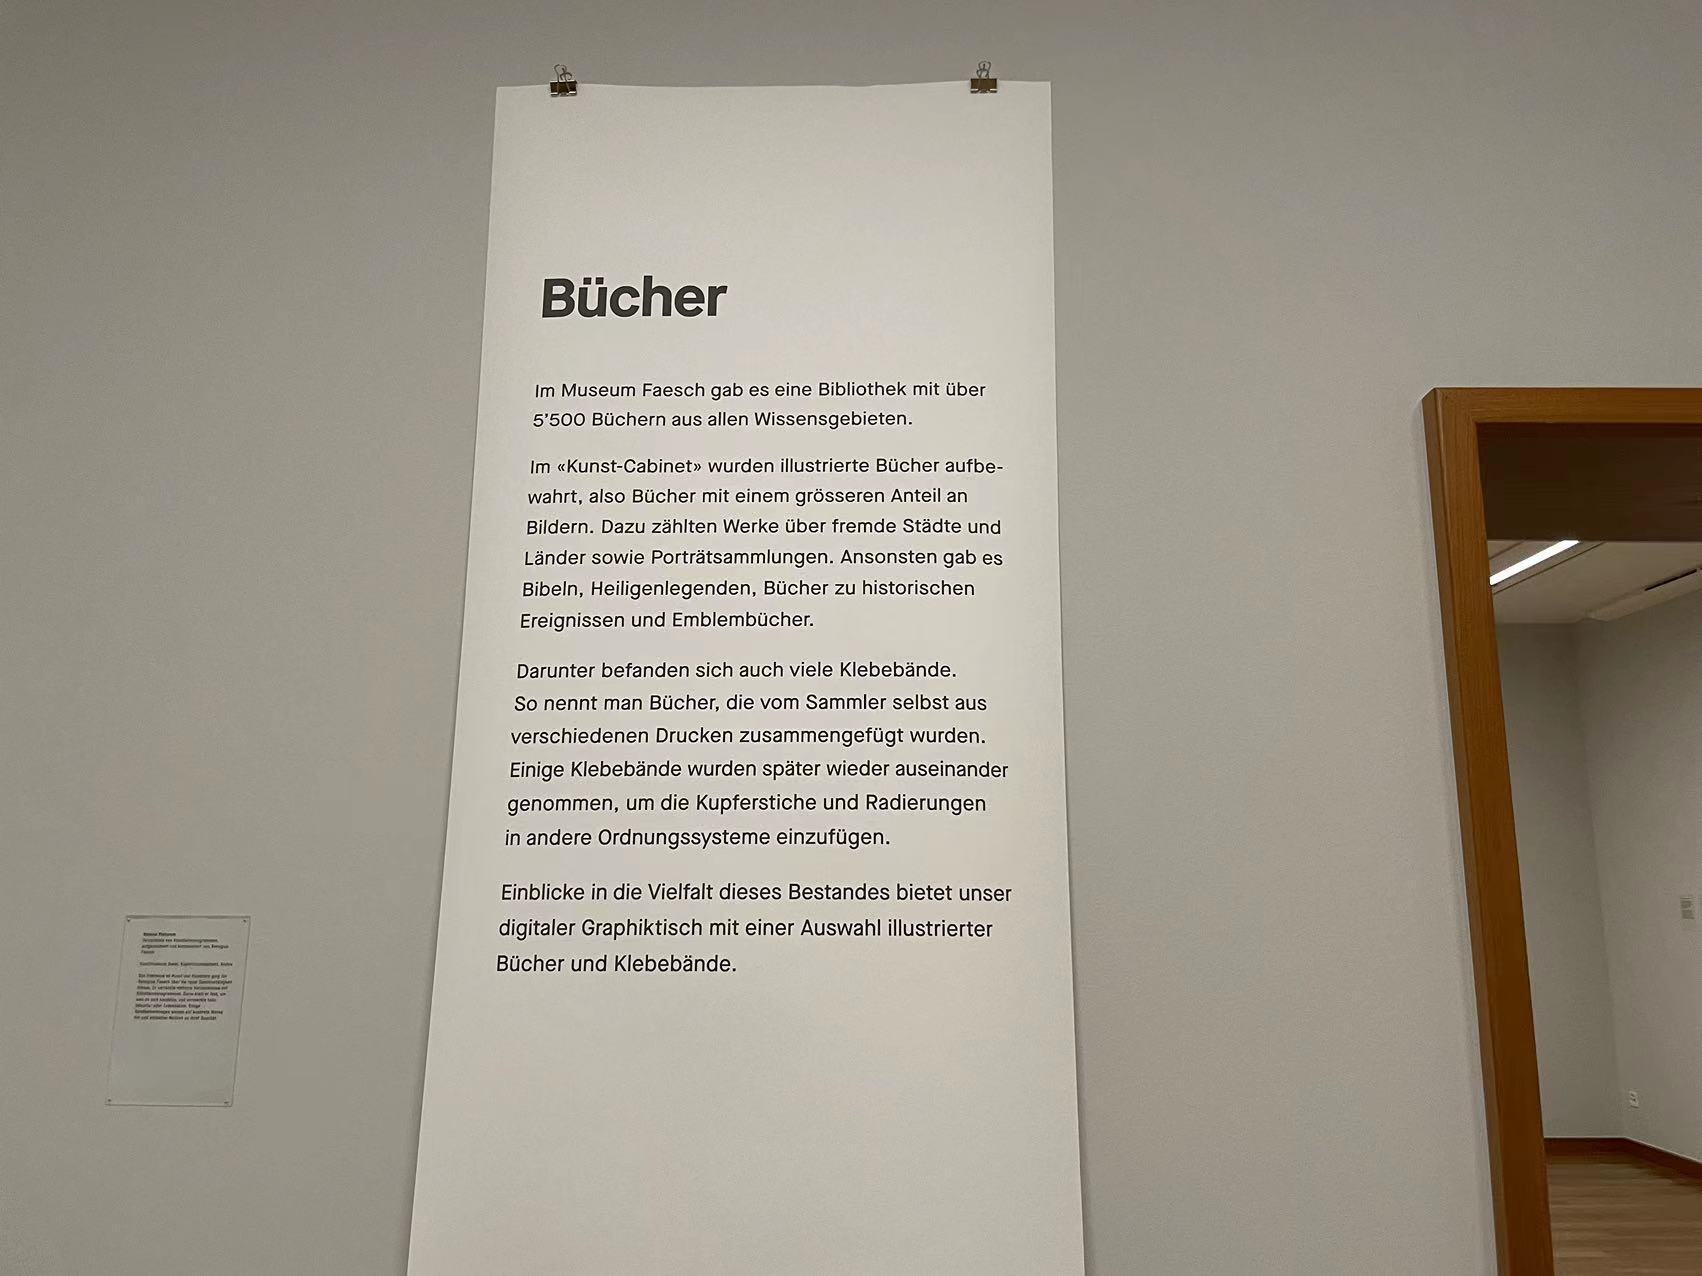 Bücher
Im Museum Faesch gab es eine Bibliothek mit über
5’500 Büchern aus allen Wissensgebieten.
Im «Kunst-Cabinet» wurden illustrierte Bücher aufbe-
wahrt, also Bücher mit einem grösseren Anteil an
Bildern. Dazu zählten Werke über fremde Städte und
Länder sowie Porträtsammlungen. Ansonsten gab es
Bibeln, Heiligenlegenden, Bücher zu historischen
Ereignissen und Emblembücher.
Darunter befanden sich auch viele Klebebände.
So nennt man Bücher, die vom Sammler selbst aus
verschiedenen Drucken zusammengefügt wurden.
Einige Klebebände wurden später wieder auseinander
genommen, um die Kupferstiche und Radierungen
in andere Ordnungssysteme einzufügen.
Einblicke in die Vielfalt dieses Bestandes bietet unser
digitaler Graphiktisch mit einer Auswahl illustrierter
Bücher und Klebebände.